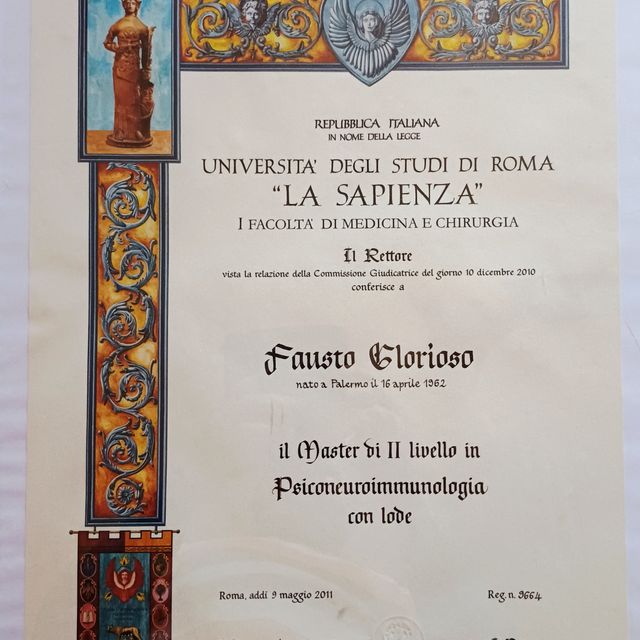 REPUBBLICA ITALIANA
IN NOME DELLA LEGGE
UNIVERSITA' DEGLI STUDI DI ROMA
"LA SAPIENZA"
I FACOLTA' DI MEDICINA E CHIRURGIA
Il Rettore
vista la relazione della Commissione Giudicatrice del giorno 10 dicembre 2010
conferisce a
Fausto Glorioso
nato a Palermo il 16 aprile 1962
il Master di II livello in
Psiconeuroimmunologia
con lode
Roma, addì 9 maggio 2011 Reg. n. 9664